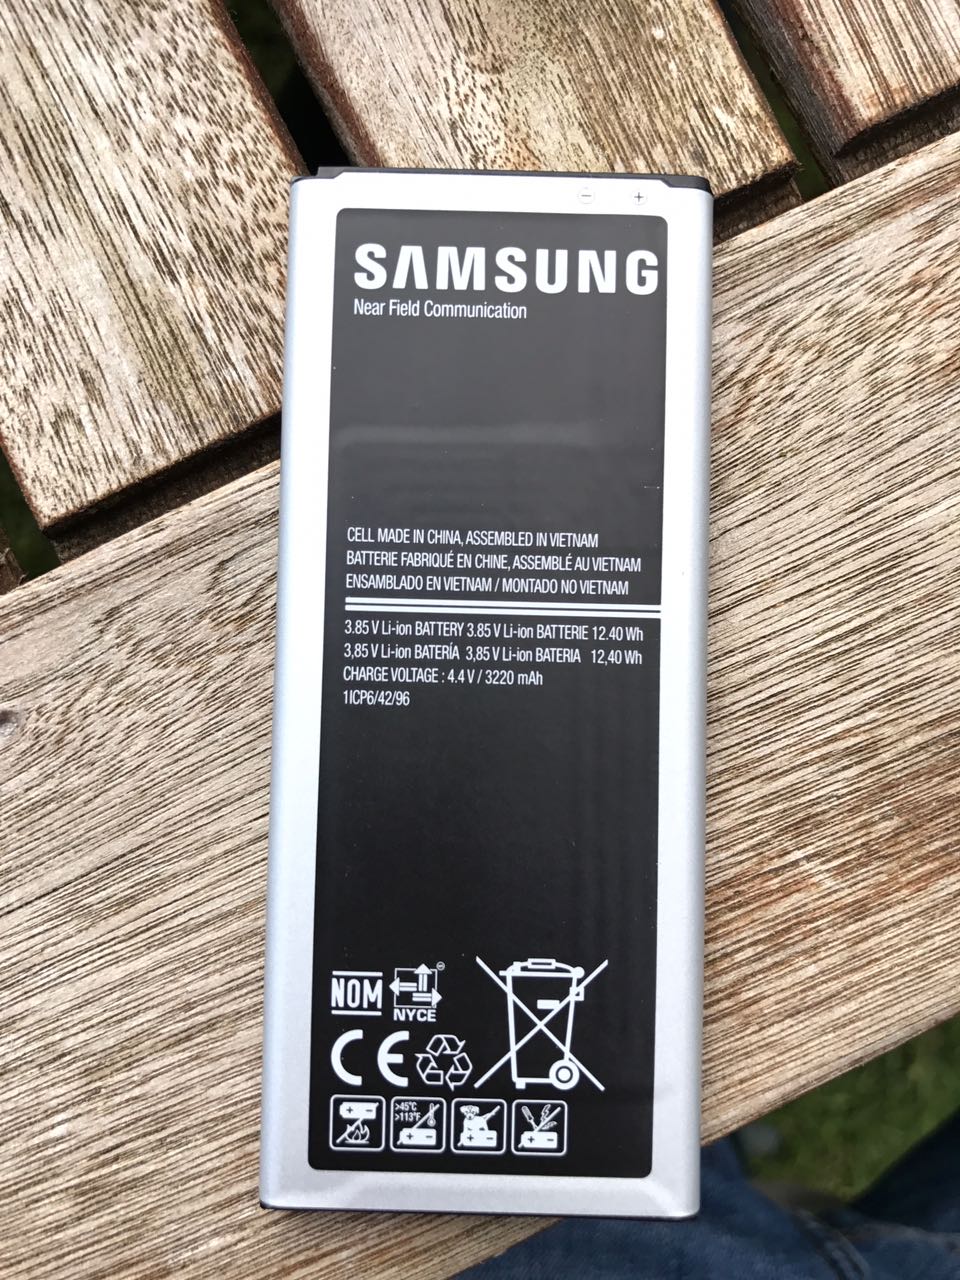 − +
SAMSUNG
Near Field Communication
CELL MADE IN CHINA, ASSEMBLED IN VIETNAM
BATTERIE FABRIQUÉ EN CHINE, ASSEMBLÉ AU VIETNAM
ENSAMBLADO EN VIETNAM / MONTADO NO VIETNAM
3.85 V Li-ion BATTERY 3.85 V Li-ion BATTERIE 12.40 Wh
3,85 V Li-ion BATERÍA 3,85 V Li-ion BATERIA 12,40 Wh
CHARGE VOLTAGE : 4.4 V / 3220 mAh
1ICP6/42/96
NOM NYCE
CE
>45°C
>113°F